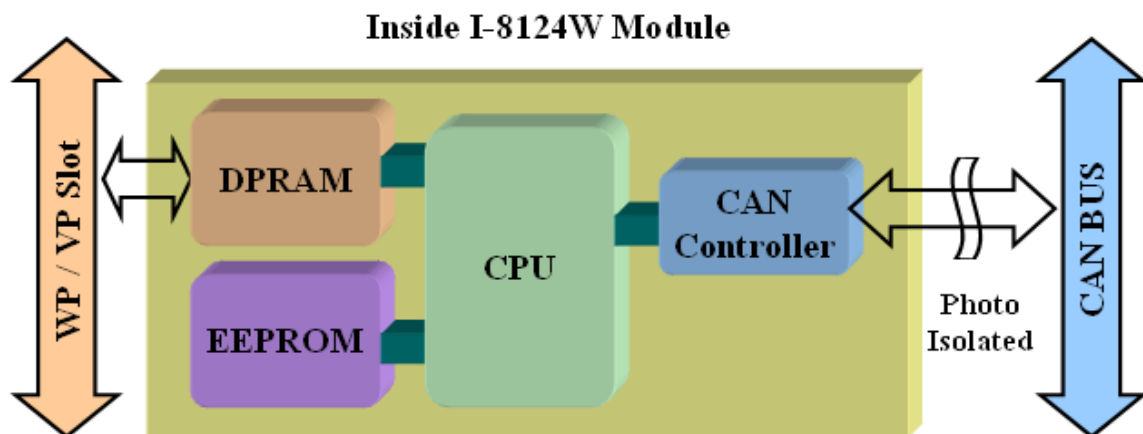 Inside I-8124W Module
WP / VP Slot
DPRAM
EEPROM
CPU
CAN
Controller
Photo
Isolated
CAN BUS